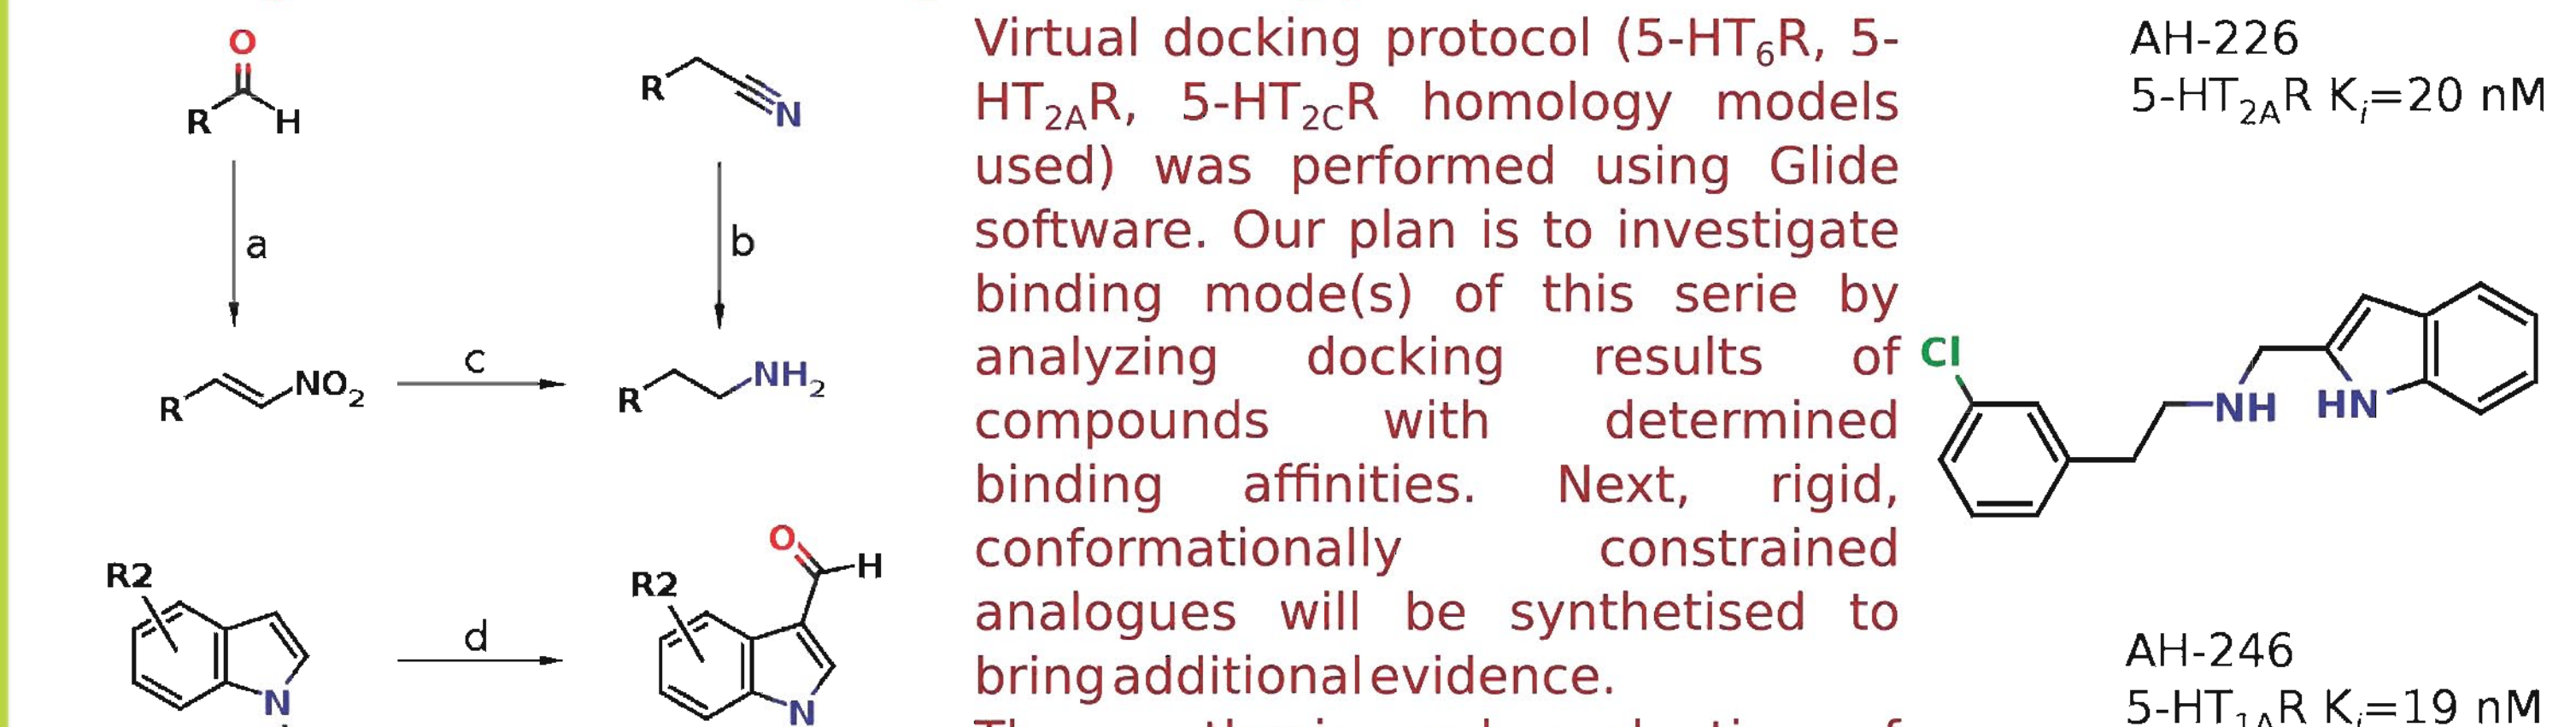 O
R
H
R
N
a
b
R
NO₂
c
R
NH₂
R2
N
d
R2
O
H
N
Virtual docking protocol (5-HT₆R, 5-
HT₂AR, 5-HT₂CR homology models
used) was performed using Glide
software. Our plan is to investigate
binding mode(s) of this serie by
analyzing docking results of
compounds with determined
binding affinities. Next, rigid,
conformationally constrained
analogues will be synthetised to
bring additional evidence.
AH-226
5-HT₂AR Kᵢ=20 nM
Cl
NH
HN
AH-246
5-HT₁AR Kᵢ=19 nM